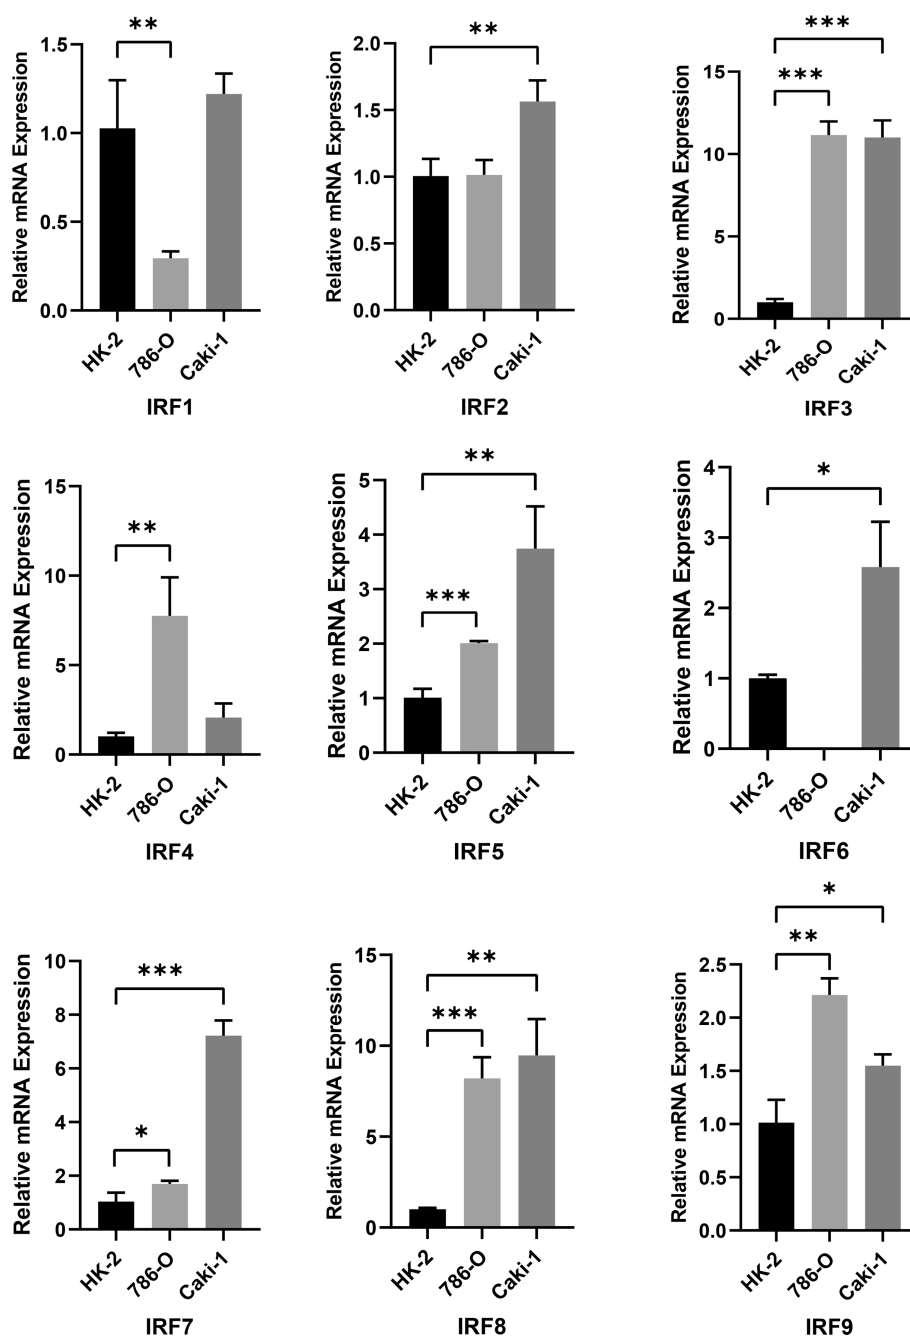 **
Relative mRNA Expression
1.5
1.0
0.5
0.0
HK-2
786-O
Caki-1
IRF1
**
Relative mRNA Expression
2.0
1.5
1.0
0.5
0.0
HK-2
786-O
Caki-1
IRF2
***
***
Relative mRNA Expression
15
10
5
0
HK-2
786-O
Caki-1
IRF3
**
Relative mRNA Expression
15
10
5
0
HK-2
786-O
Caki-1
IRF4
**
***
Relative mRNA Expression
5
4
3
2
1
0
HK-2
786-O
Caki-1
IRF5
*
Relative mRNA Expression
4
3
2
1
0
HK-2
786-O
Caki-1
IRF6
***
*
Relative mRNA Expression
10
8
6
4
2
0
HK-2
786-O
Caki-1
IRF7
**
***
Relative mRNA Expression
15
10
5
0
HK-2
786-O
Caki-1
IRF8
*
**
Relative mRNA Expression
2.5
2.0
1.5
1.0
0.5
0.0
HK-2
786-O
Caki-1
IRF9